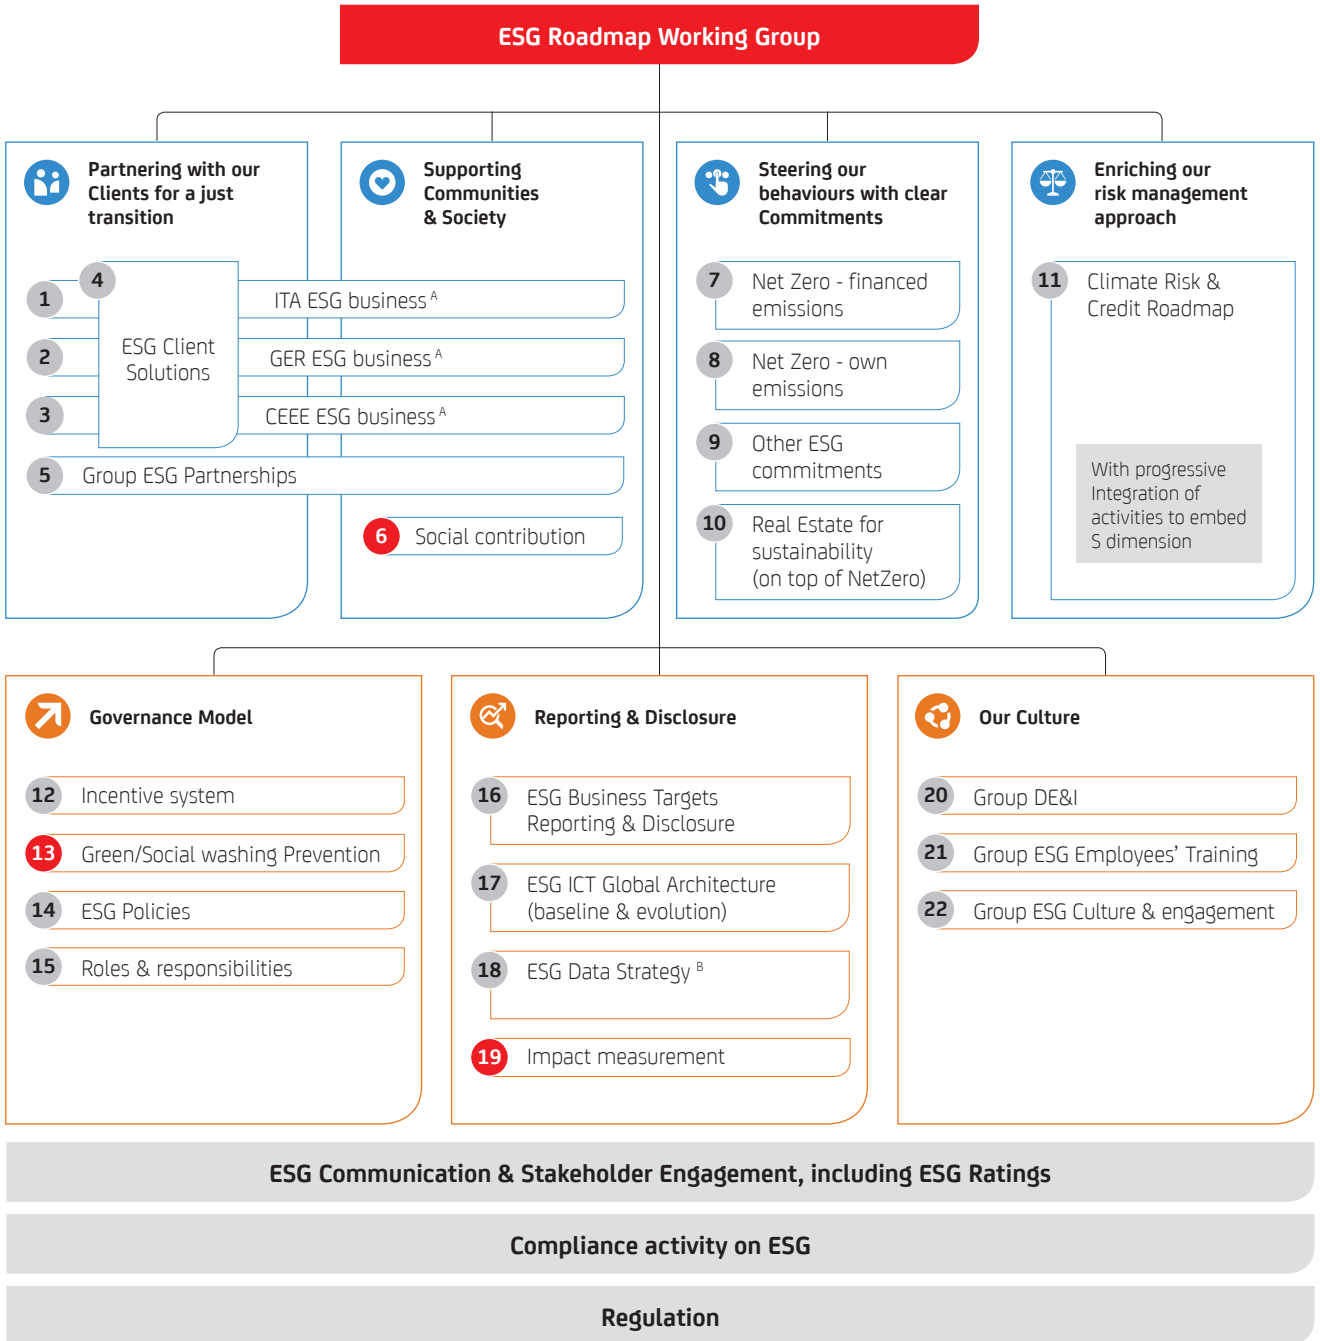 ESG Roadmap Working Group
Partnering with our
Clients for a just
transition
Supporting
Communities
& Society
Steering our
behaviours with clear
Commitments
Enriching our
risk management
approach
1
ITA ESG business A
2
GER ESG business A
3
CEEE ESG business A
4
ESG Client
Solutions
5
Group ESG Partnerships
6
Social contribution
7
Net Zero - financed
emissions
8
Net Zero - own
emissions
9
Other ESG
commitments
10
Real Estate for
sustainability
(on top of NetZero)
11
Climate Risk &
Credit Roadmap
With progressive
Integration of
activities to embed
S dimension
Governance Model
12
Incentive system
13
Green/Social washing Prevention
14
ESG Policies
15
Roles & responsibilities
Reporting & Disclosure
16
ESG Business Targets
Reporting & Disclosure
17
ESG ICT Global Architecture
(baseline & evolution)
18
ESG Data Strategy B
19
Impact measurement
Our Culture
20
Group DE&I
21
Group ESG Employees’ Training
22
Group ESG Culture & engagement
ESG Communication & Stakeholder Engagement, including ESG Ratings
Compliance activity on ESG
Regulation